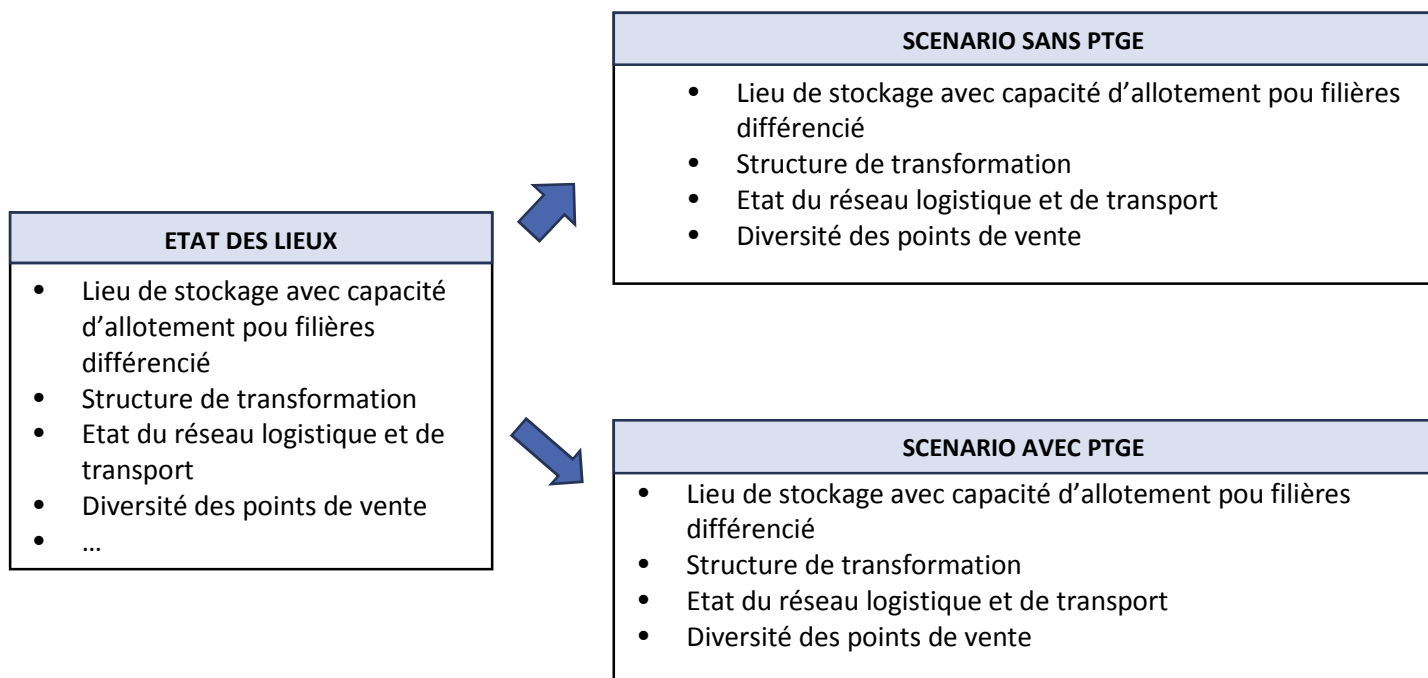 SCENARIO SANS PTGE
• Lieu de stockage avec capacité d’allotement pou filières
différencié
• Structure de transformation
• Etat du réseau logistique et de transport
• Diversité des points de vente
ETAT DES LIEUX
• Lieu de stockage avec capacité
d’allotement pou filières
différencié
• Structure de transformation
• Etat du réseau logistique et de
transport
• Diversité des points de vente
• …
SCENARIO AVEC PTGE
• Lieu de stockage avec capacité d’allotement pou filières
différencié
• Structure de transformation
• Etat du réseau logistique et de transport
• Diversité des points de vente